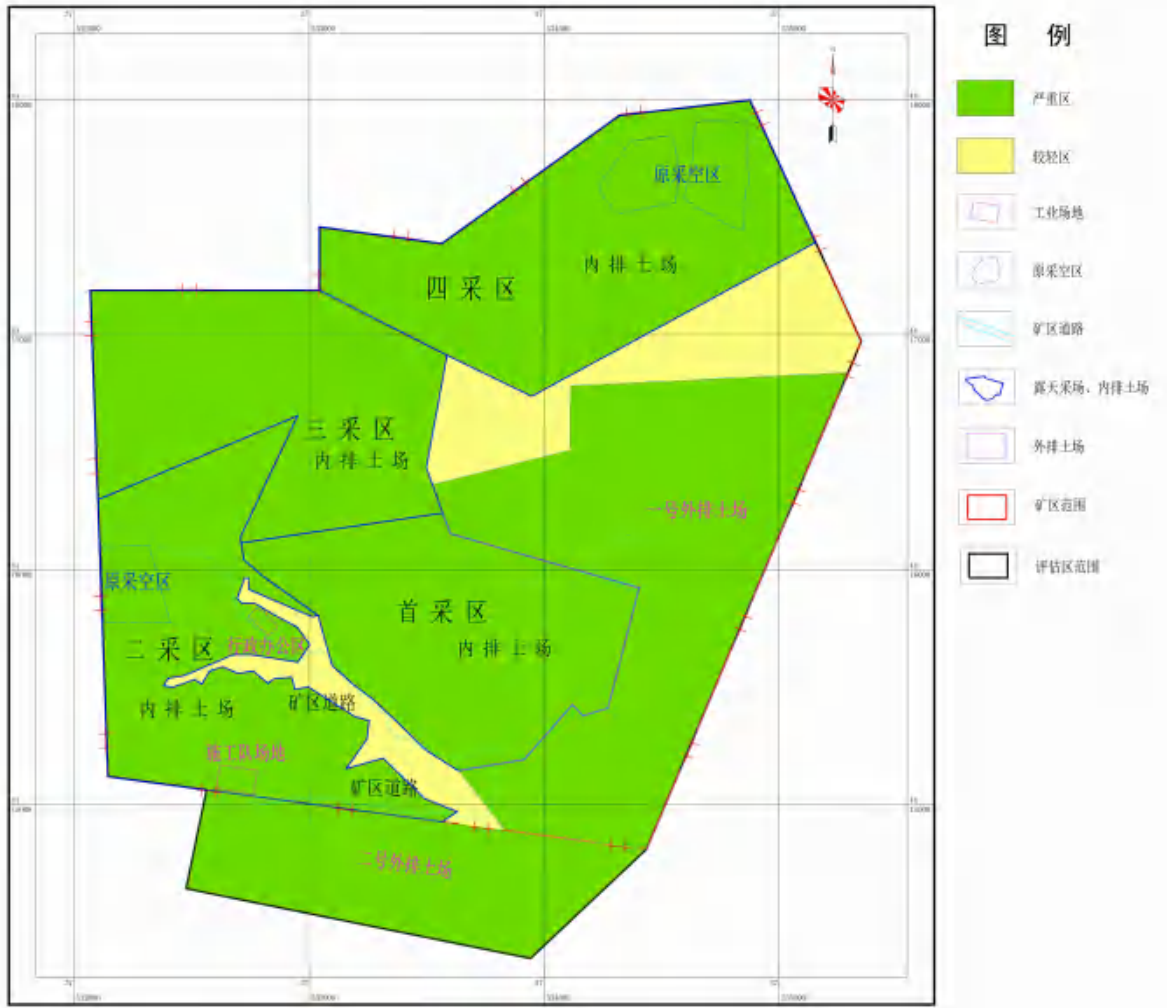 图 例
严重区
较轻区
工业场地
原采空区
矿区道路
露天采场、内排土场
外排土场
矿区范围
评估区范围
原采空区
内 排 土 场
四 采 区
三 采 区
内 排 土 场
一号外排土场
原采空区
首 采 区
二 采 区
行政办公区
内 排 土 场
矿区道路
内 排 土 场
施工队场地
矿区道路
二号外排土场